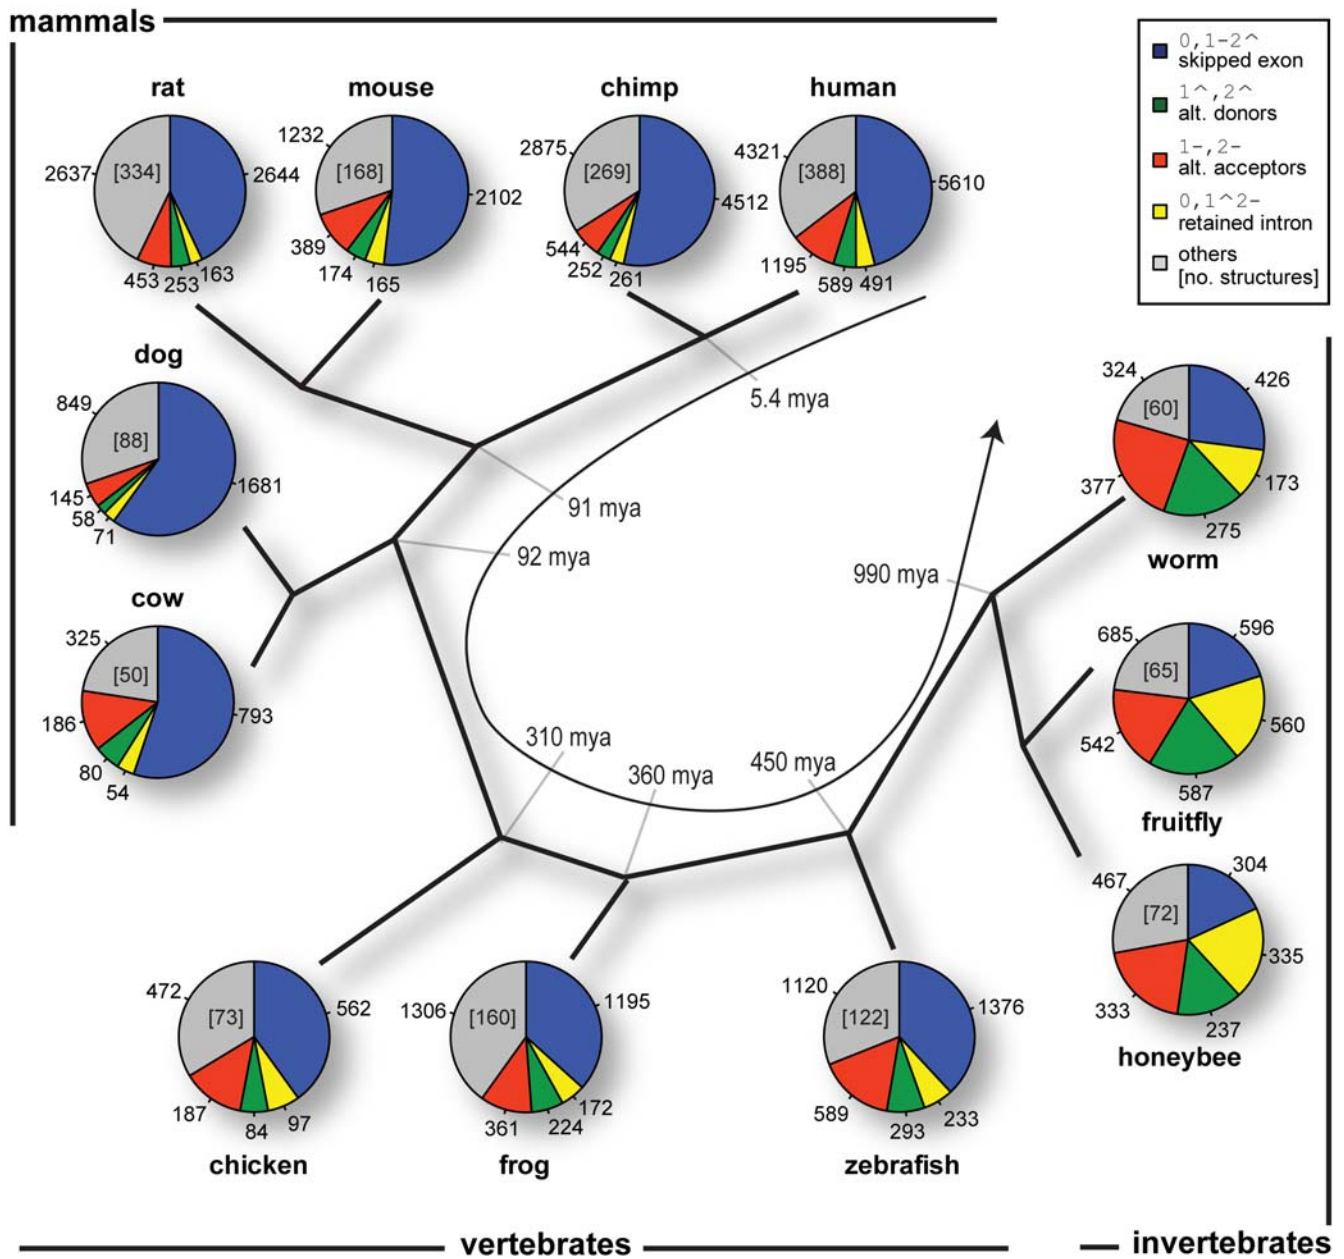 mammals
0,1-2^
skipped exon
1^,2^
alt. donors
1-,2-
alt. acceptors
0,1^2-
retained intron
others
[no. structures]
rat
2637
[334]
2644
453
253
163
mouse
1232
[168]
2102
389
174
165
chimp
2875
[269]
4512
544
252
261
human
4321
[388]
5610
1195
589
491
dog
849
[88]
1681
145
58
71
cow
325
[50]
793
186
80
54
5.4 mya
91 mya
92 mya
310 mya
360 mya
450 mya
990 mya
324
[60]
426
377
173
275
worm
685
[65]
596
542
560
587
fruitfly
467
[72]
304
333
335
237
honeybee
472
[73]
562
187
84
97
chicken
1306
[160]
1195
361
224
172
frog
1120
[122]
1376
589
293
233
zebrafish
vertebrates
invertebrates